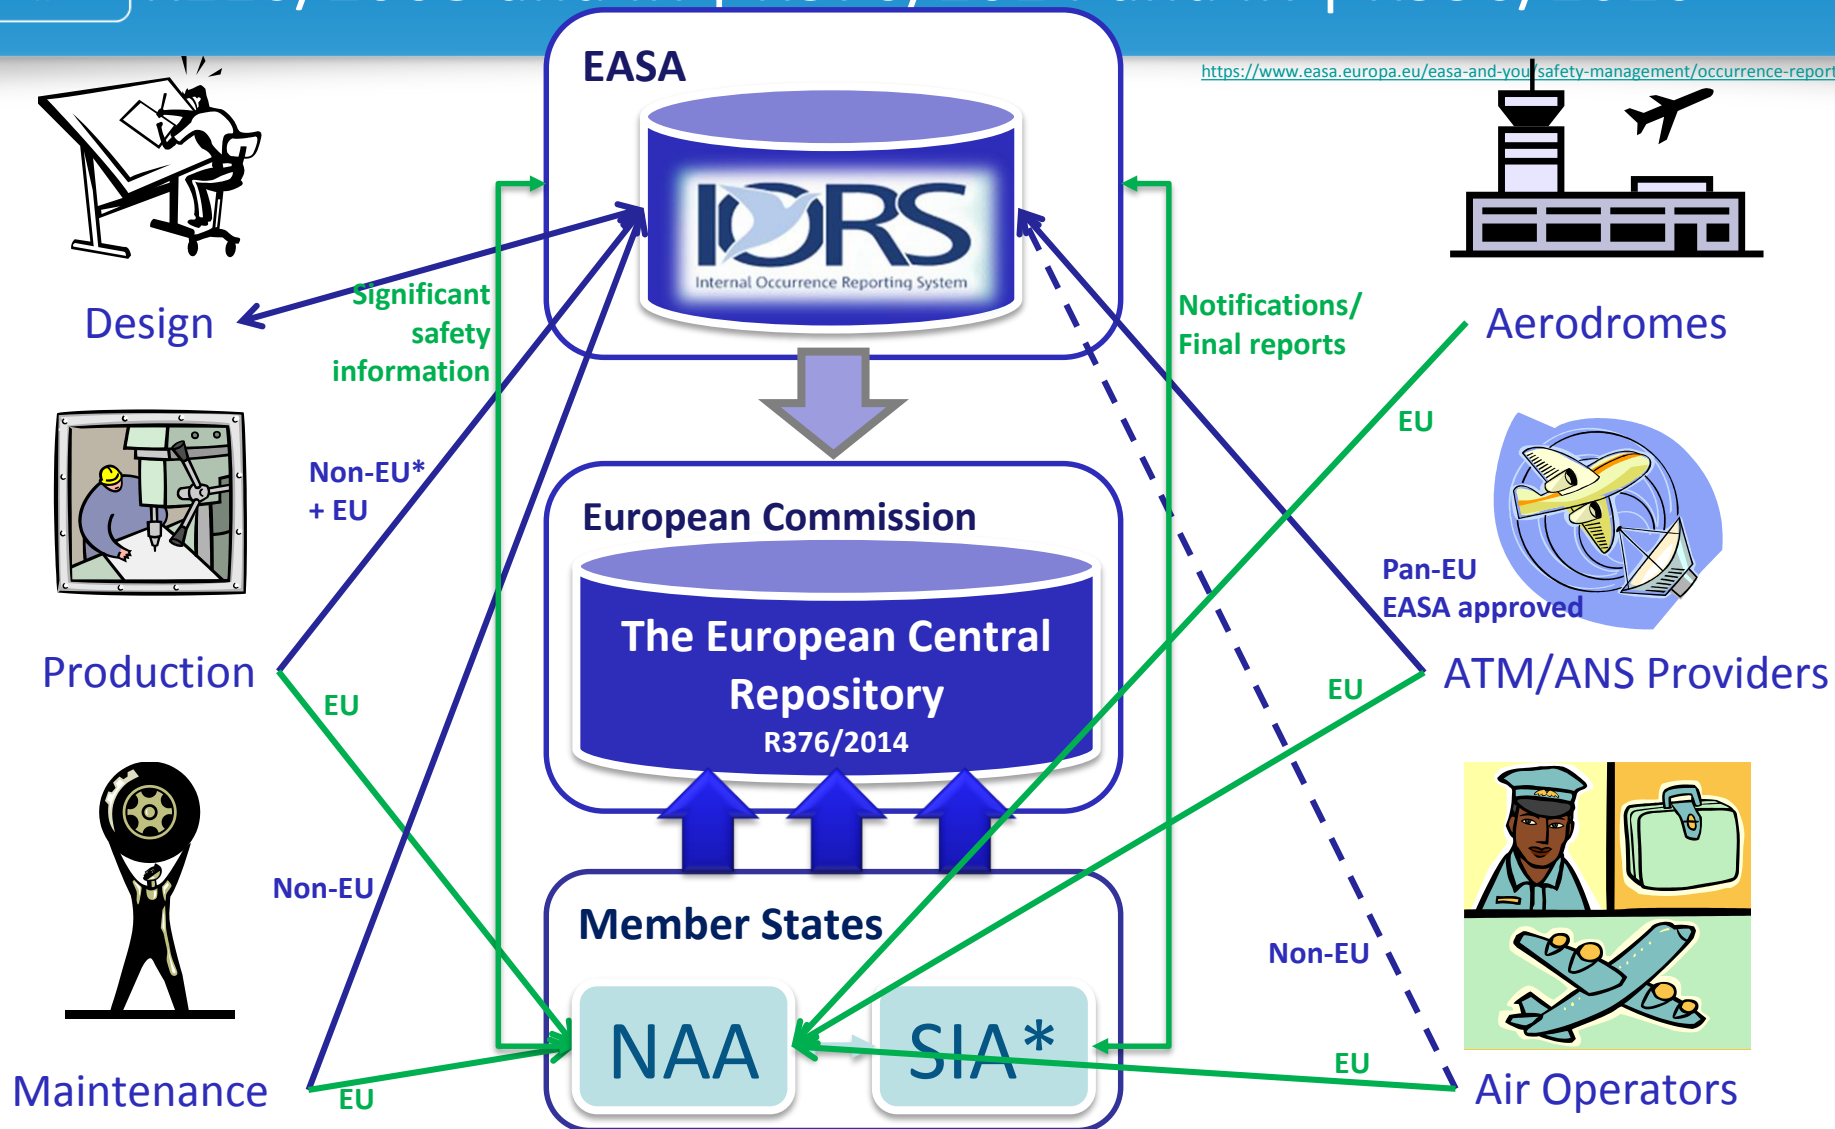 EASA
https://www.easa.europa.eu/easa-and-you/safety-management/occurrence-report
IORS
Internal Occurrence Reporting System
Design
Significant
safety
information
Notifications/
Final reports
Aerodromes
EU
Non-EU*
+ EU
European Commission
Pan-EU
EASA approved
The European Central
Repository
R376/2014
Production
EU
EU
ATM/ANS Providers
Non-EU
Member States
Non-EU
NAA
SIA*
EU
EU
Maintenance
Air Operators